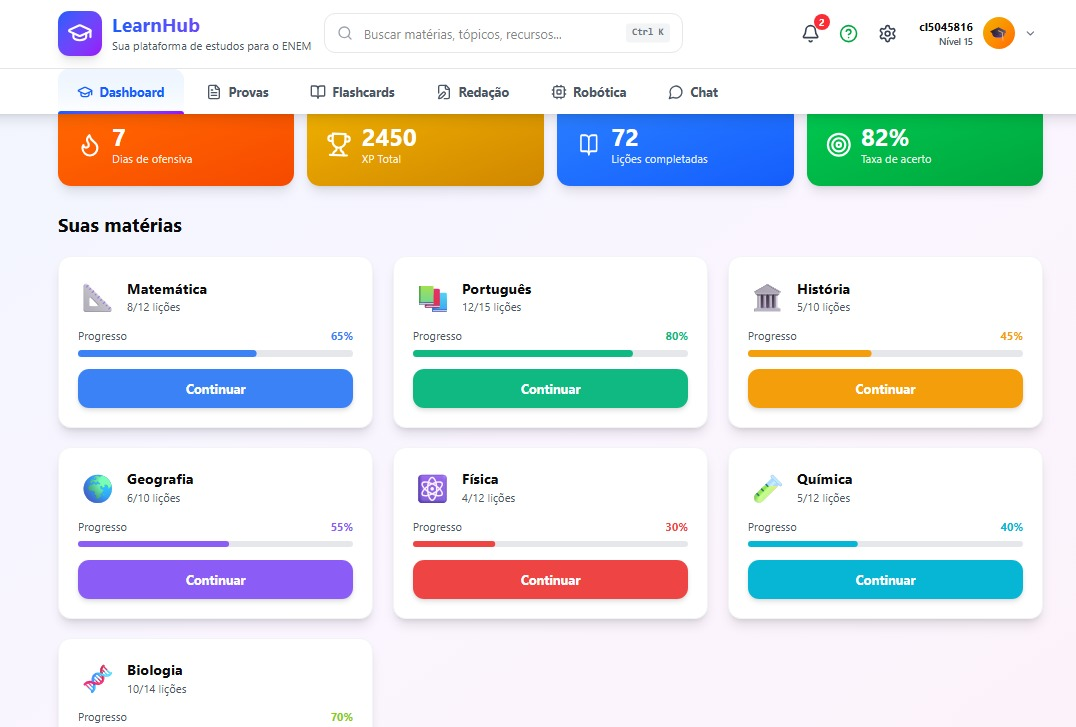 LearnHub
Sua plataforma de estudos para o ENEM
Buscar matérias, tópicos, recursos...
Ctrl K
2
cl5045816
Nível 15
Dashboard
Provas
Flashcards
Redação
Robótica
Chat
7
Dias de ofensiva
2450
XP Total
72
Lições completadas
82%
Taxa de acerto
Suas matérias
Matemática
8/12 lições
Progresso 65%
Continuar
Português
12/15 lições
Progresso 80%
Continuar
História
5/10 lições
Progresso 45%
Continuar
Geografia
6/10 lições
Progresso 55%
Continuar
Física
4/12 lições
Progresso 30%
Continuar
Química
5/12 lições
Progresso 40%
Continuar
Biologia
10/14 lições
Progresso 70%